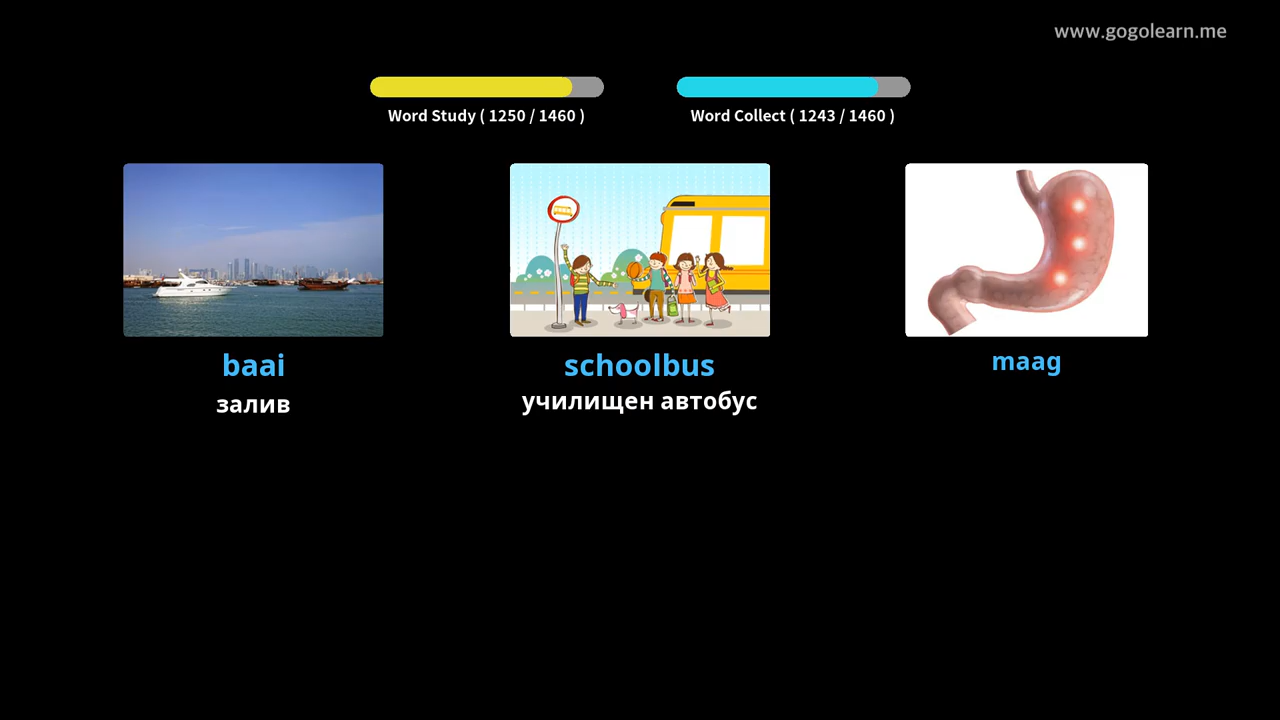 www.gogolearn.me
Word Study ( 1250 / 1460 )
Word Collect ( 1243 / 1460 )
baai
schoolbus
maag
залив
училищен автобус